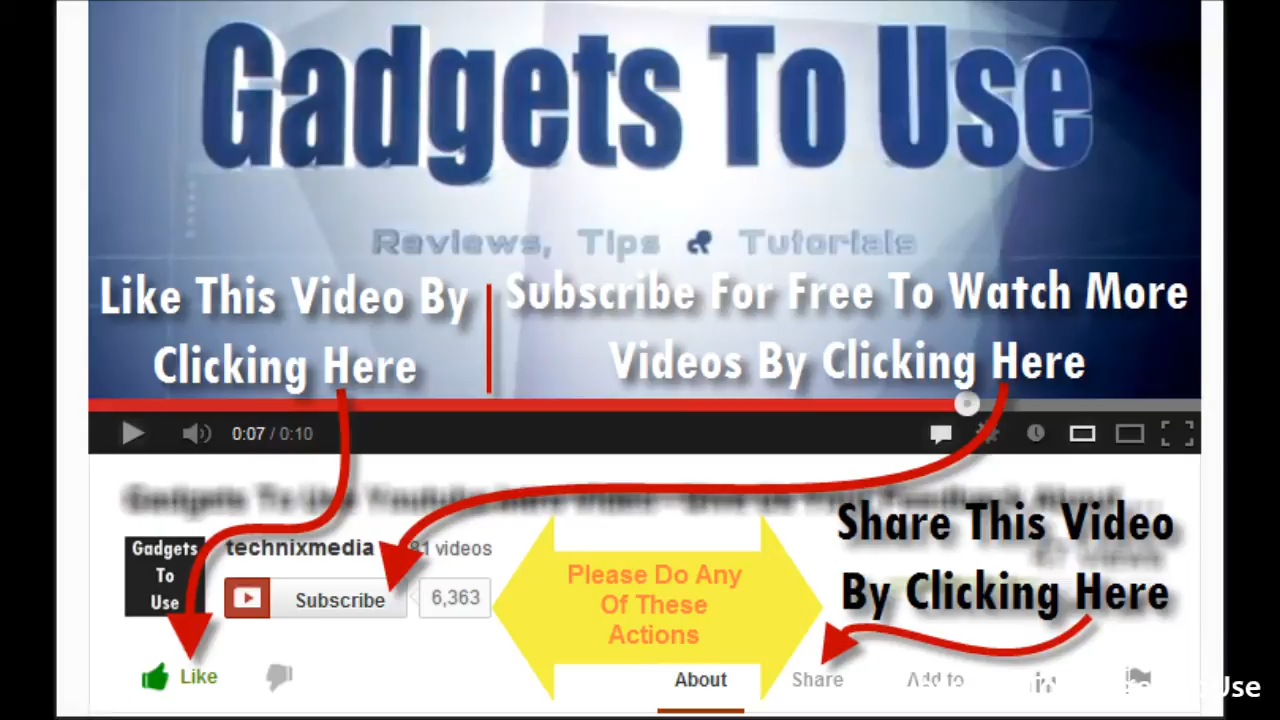 Gadgets To Use
Reviews, Tips & Tutorials
Like This Video By
Clicking Here
Subscribe For Free To Watch More
Videos By Clicking Here
0:07 / 0:10
Share This Video
By Clicking Here
Gadgets
To
Use
technixmedia
81 videos
Subscribe
6,363
Please Do Any
Of These
Actions
Like
About
Share
Add to
Use